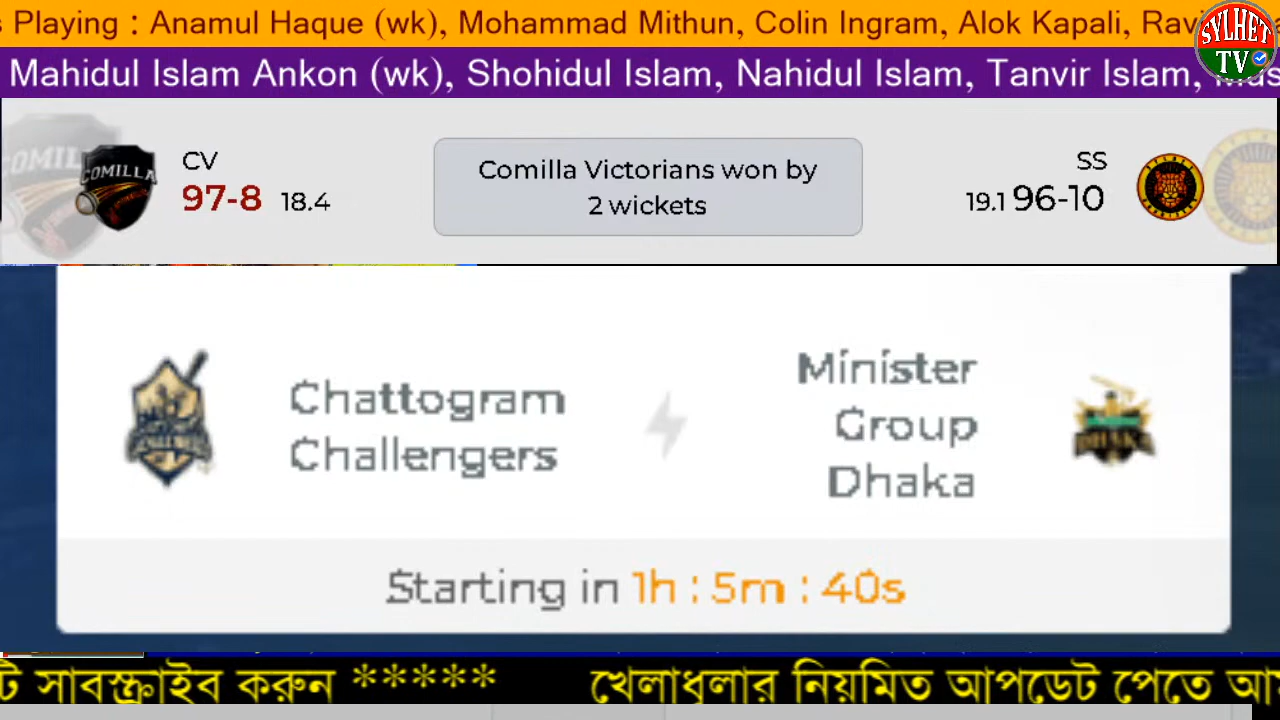 s Playing : Anamul Haque (wk), Mohammad Mithun, Colin Ingram, Alok Kapali,
SYLHET
TV
Mahidul Islam Ankon (wk), Shohidul Islam, Nahidul Islam, Tanvir Islam,
COMILLA
CV
97-8 18.4
Comilla Victorians won by
2 wickets
SS
19.1 96-10
Chattogram
Challengers
Minister
Group
Dhaka
DHAKA
Starting in 1h : 5m : 40s
টি সাবস্ক্রাইব করুন ***** খেলাধুলার নিয়মিত আপডেট পেতে